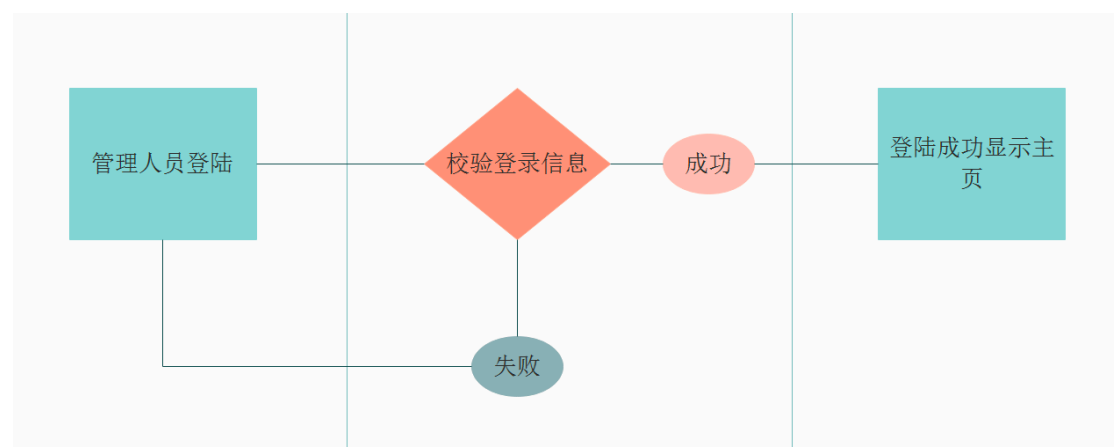 管理人员登陆
校验登录信息
成功
登陆成功显示主
页
失败